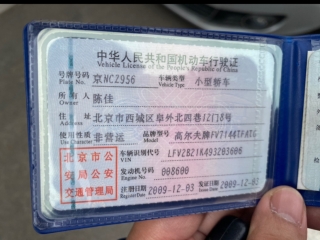 中华人民共和国机动车行驶证
Vehicle License of the People's Republic of China
号牌号码 京NCZ956 车辆类型 小型轿车
Plate No. Vehicle Type
所有人 陈佳
Owner
住址 北京市西城区阜外北四巷1Z门8号
Address
使用性质 非营运 品牌型号 高尔夫牌FV7144TFATG
Use Character Model
北京市公安局公安交通管理局
车辆识别代号 LFV2B21K493203606
VIN
发动机号码 008600
Engine No.
注册日期 2009-12-03 发证日期 2009-12-03
Register Date Issue Date